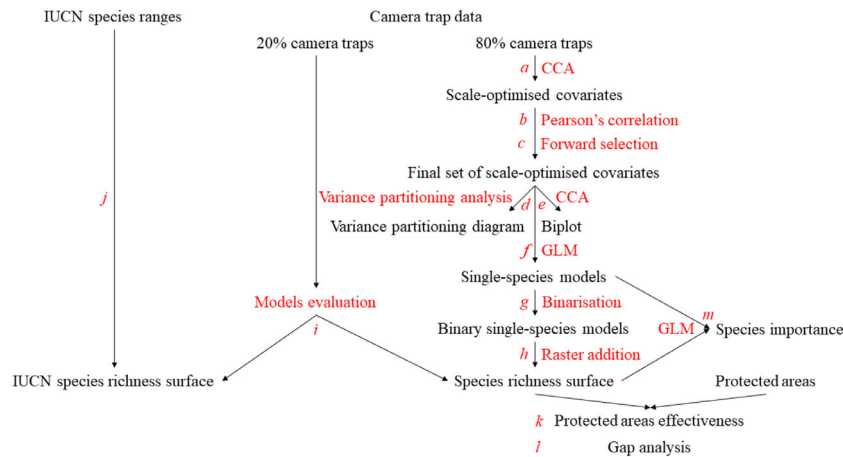 IUCN species ranges
Camera trap data
20% camera traps
80% camera traps
a CCA
Scale-optimised covariates
b Pearson's correlation
c Forward selection
Final set of scale-optimised covariates
Variance partitioning analysis d e CCA
j
Variance partitioning diagram Biplot
f GLM
Single-species models
Models evaluation
g Binarisation
m
i
Binary single-species models
GLM Species importance
h Raster addition
IUCN species richness surface
Species richness surface
Protected areas
k Protected areas effectiveness
l Gap analysis